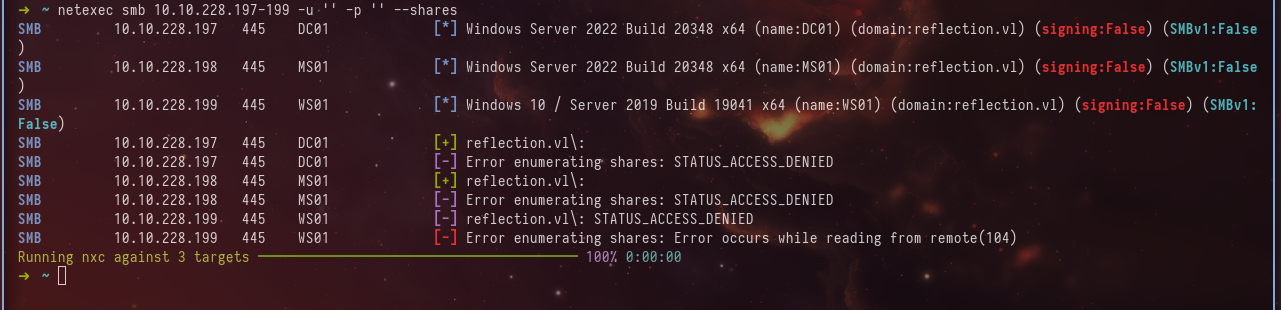 ➜ ~ netexec smb 10.10.228.197-199 -u '' -p '' --shares
SMB 10.10.228.197 445 DC01 [*] Windows Server 2022 Build 20348 x64 (name:DC01) (domain:reflection.vl) (signing:False) (SMBv1:False
)
SMB 10.10.228.198 445 MS01 [*] Windows Server 2022 Build 20348 x64 (name:MS01) (domain:reflection.vl) (signing:False) (SMBv1:False
)
SMB 10.10.228.199 445 WS01 [*] Windows 10 / Server 2019 Build 19041 x64 (name:WS01) (domain:reflection.vl) (signing:False) (SMBv1:
False)
SMB 10.10.228.197 445 DC01 [+] reflection.vl\:
SMB 10.10.228.197 445 DC01 [-] Error enumerating shares: STATUS_ACCESS_DENIED
SMB 10.10.228.198 445 MS01 [+] reflection.vl\:
SMB 10.10.228.198 445 MS01 [-] Error enumerating shares: STATUS_ACCESS_DENIED
SMB 10.10.228.199 445 WS01 [-] reflection.vl\: STATUS_ACCESS_DENIED
SMB 10.10.228.199 445 WS01 [-] Error enumerating shares: Error occurs while reading from remote(104)
Running nxc against 3 targets 100% 0:00:00
➜ ~